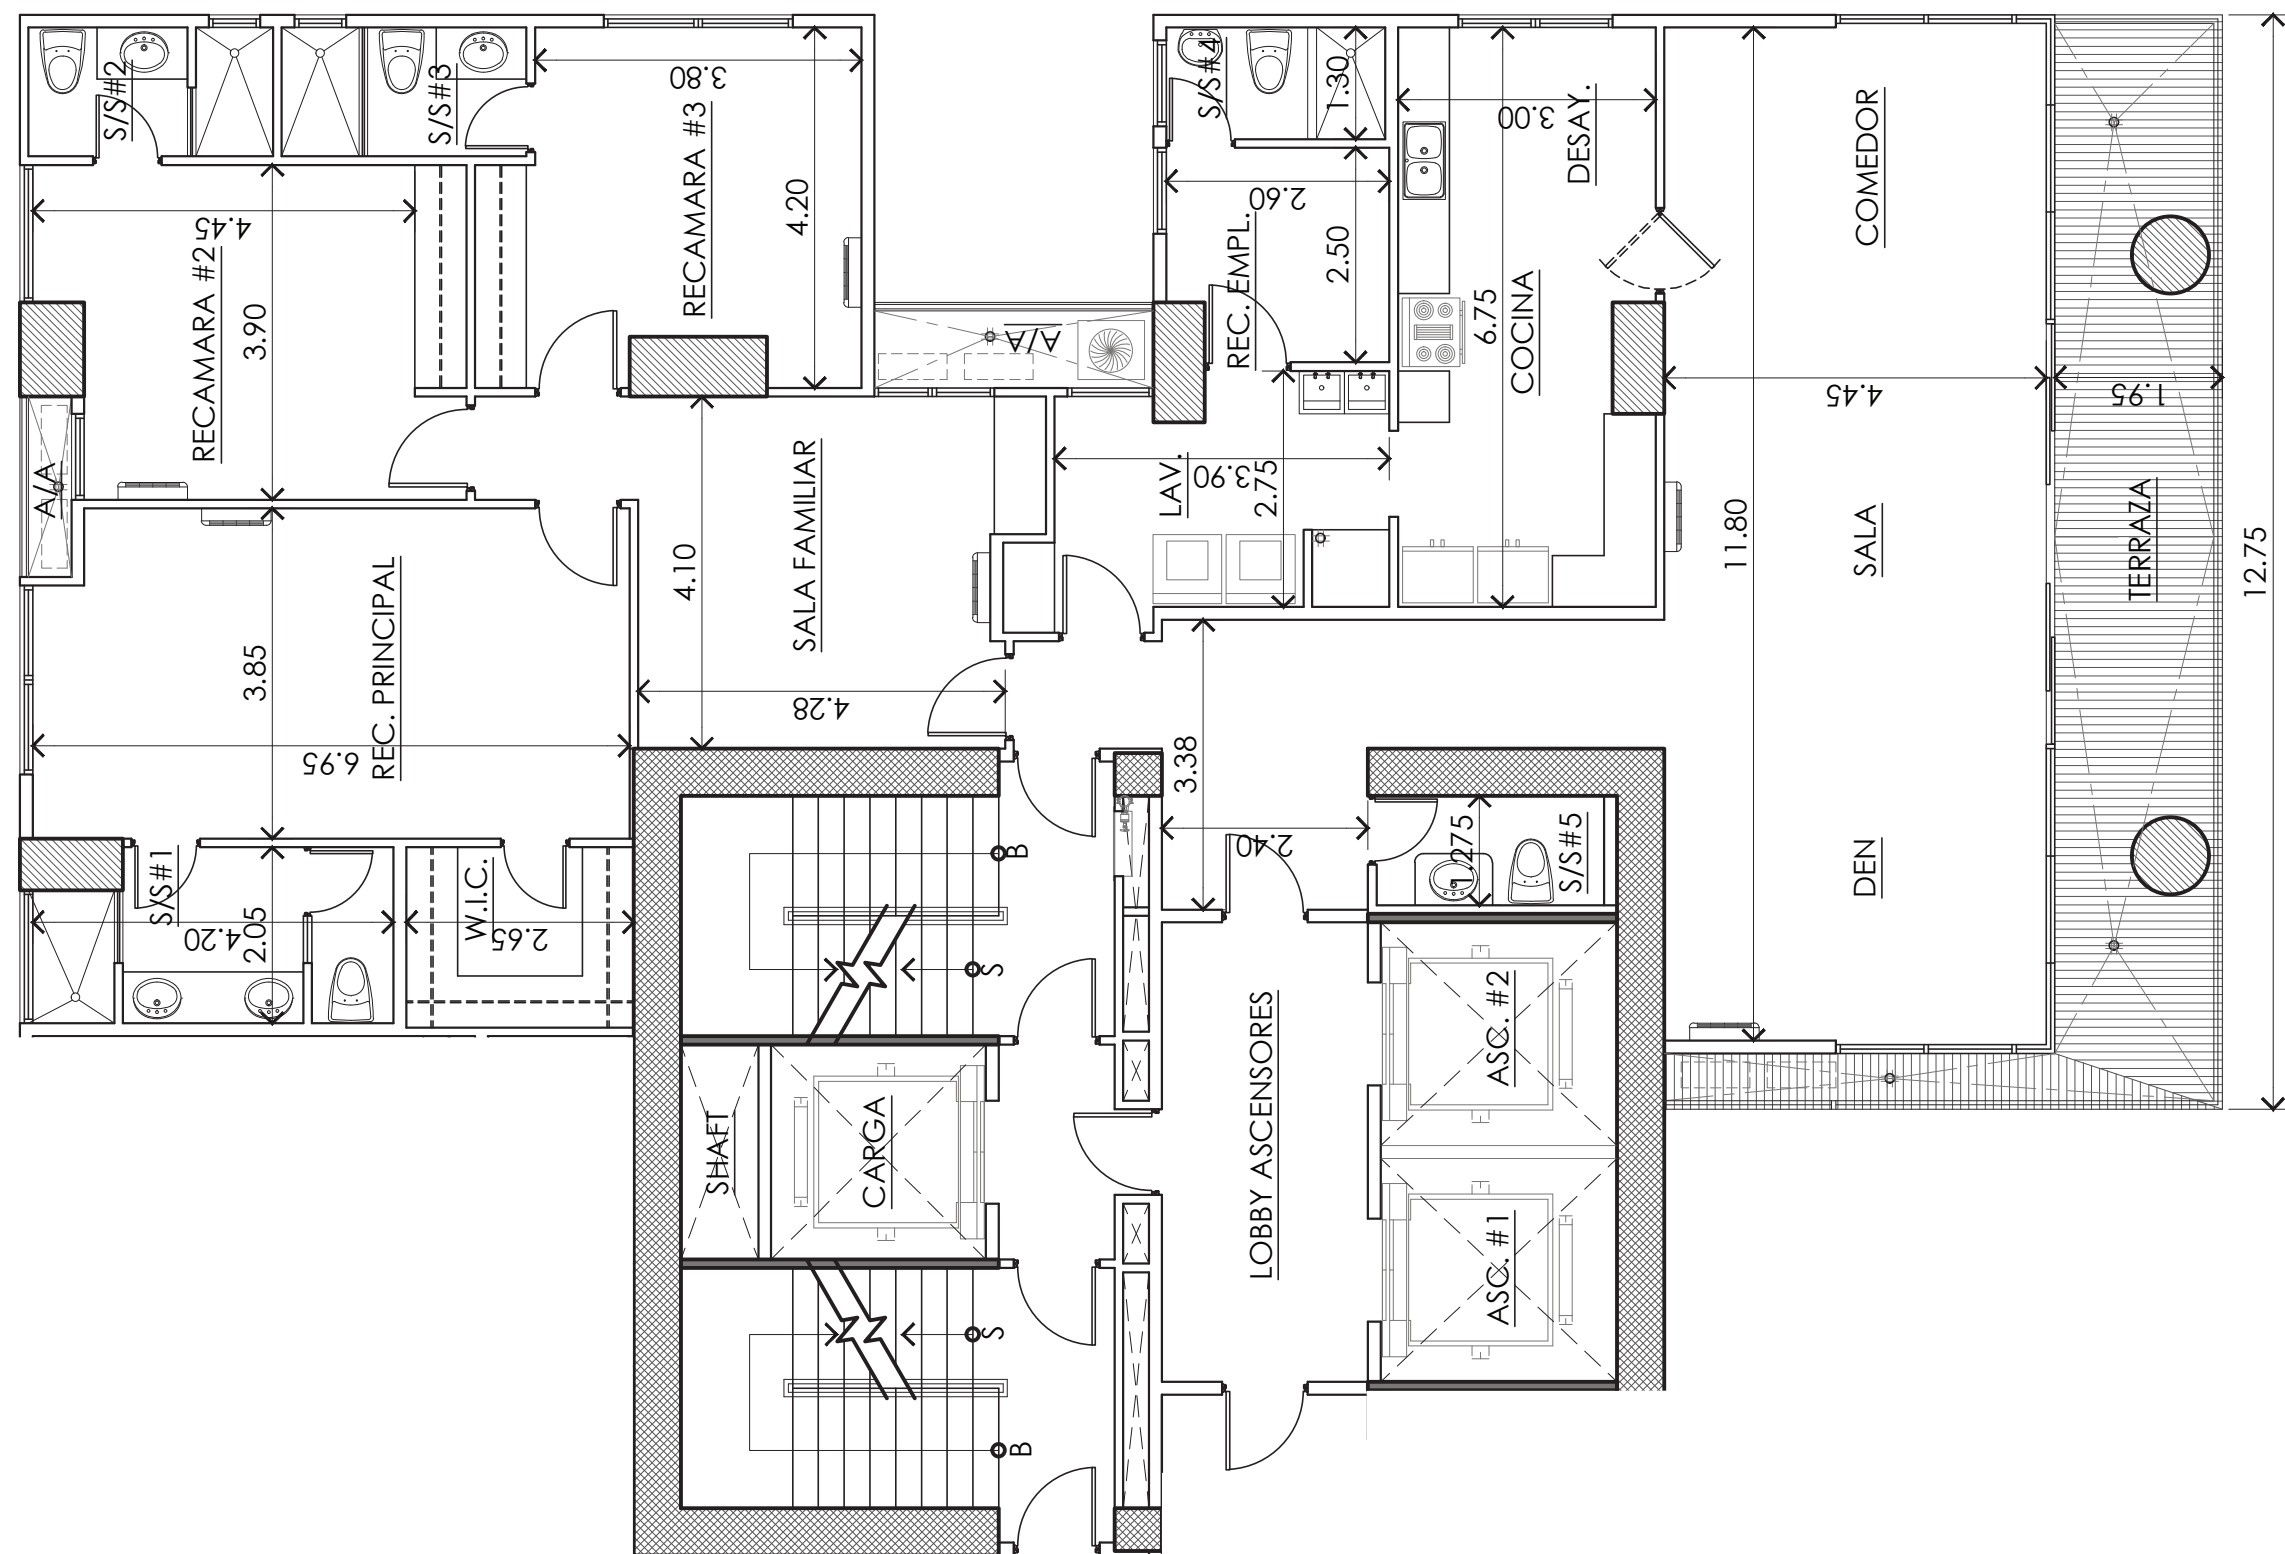 S/S#2
S/S#3
3.80
RECAMARA #3
4.20
4.45
RECAMARA #2
3.90
A/A
3.85
REC. PRINCIPAL
6.95
S/S#1
4.20
2.05
W.I.C.
2.65
SALA FAMILIAR
4.10
4.28
A/A
S/S#4
1.30
2.60
REC. EMPL.
2.50
3.00
DESAY.
6.75
COCINA
LAV.
3.90
2.75
COMEDOR
4.45
1.95
11.80
SALA
TERRAZA
12.75
DEN
3.38
2.40
1.275
S/S#5
B
S
SHAFT
CARGA
LOBBY ASCENSORES
ASC. #2
ASC. #1
S
B